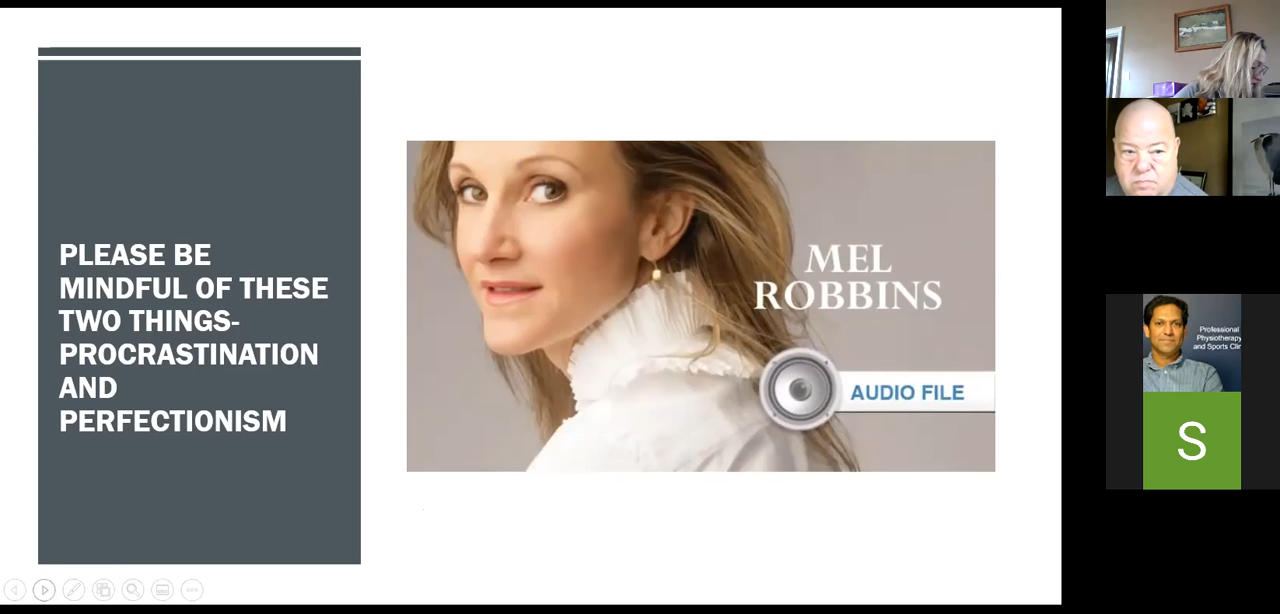 PLEASE BE
MINDFUL OF THESE
TWO THINGS-
PROCRASTINATION
AND
PERFECTIONISM
MEL
ROBBINS
AUDIO FILE
Professional
Physiotherapy
and Sports Clin
S